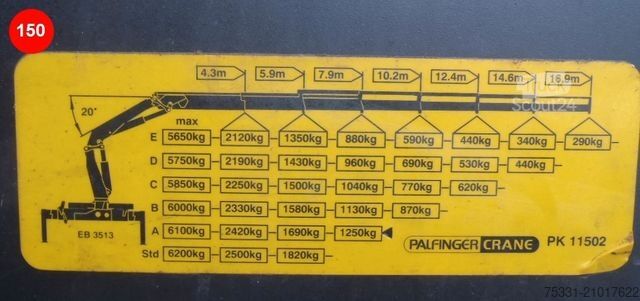 150
4.3m 5.9m 7.9m 10.2m 12.4m 14.6m 16.9m
Scout24
20°
max
E 5650kg 2120kg 1350kg 880kg 590kg 440kg 340kg 290kg
D 5750kg 2190kg 1430kg 960kg 690kg 530kg 440kg
C 5850kg 2250kg 1500kg 1040kg 770kg 620kg
B 6000kg 2330kg 1580kg 1130kg 870kg
A 6100kg 2420kg 1690kg 1250kg
EB 3513
PALFINGER CRANE PK 11502
Std 6200kg 2500kg 1820kg
75331-21017622